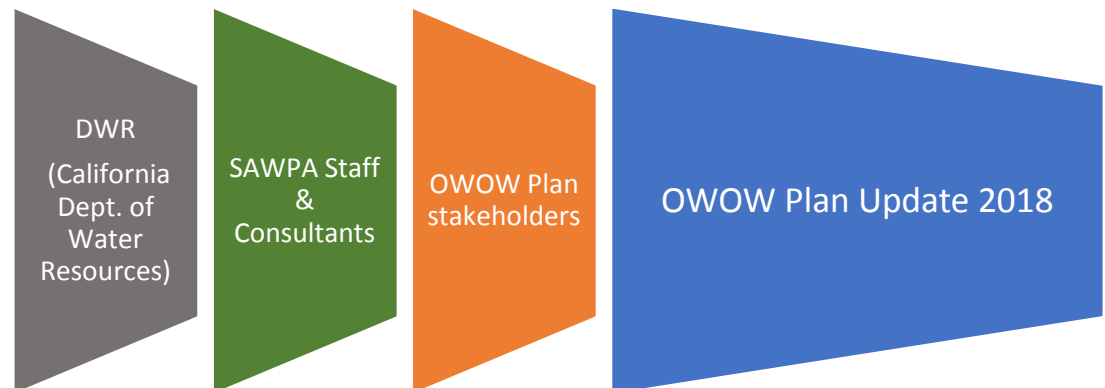 DWR
(California
Dept. of
Water
Resources)
SAWPA Staff
&
Consultants
OWOW Plan
stakeholders
OWOW Plan Update 2018